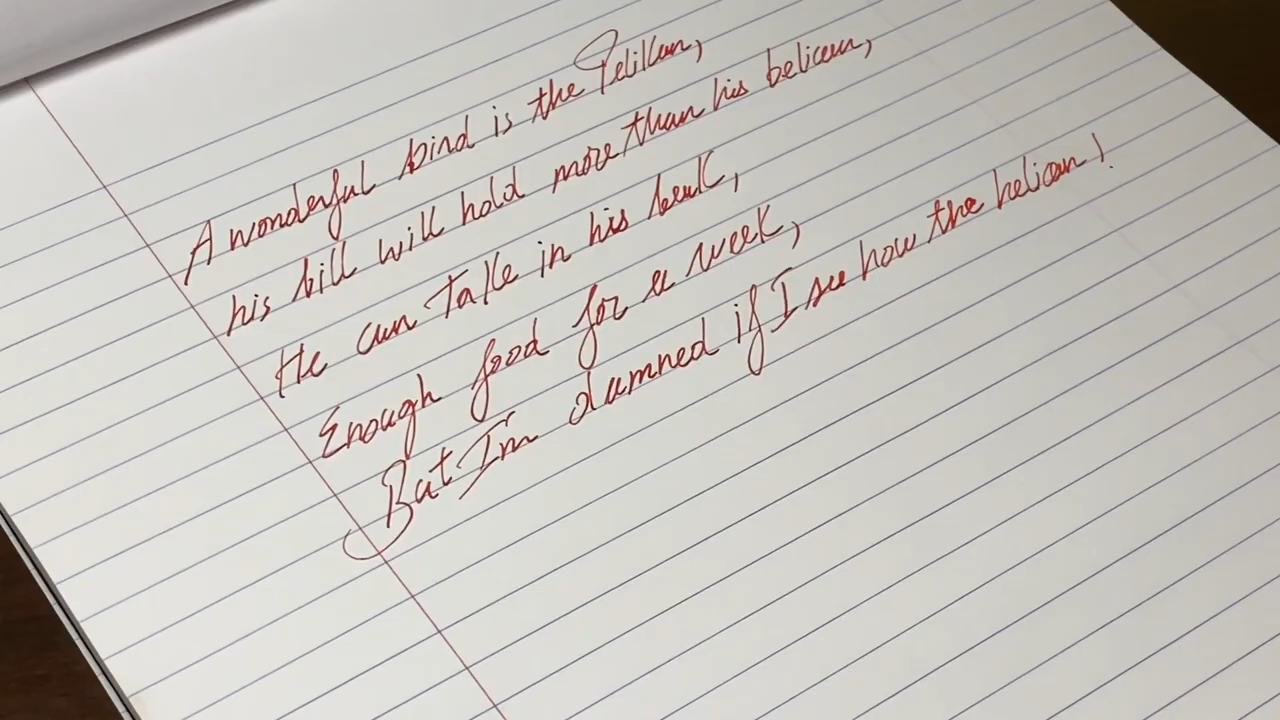 A wonderful bird is the Pelikan,
his bill will hold more than his belican,
He can take in his beak,
Enough food for a week,
But I'm damned if I see how the helican!